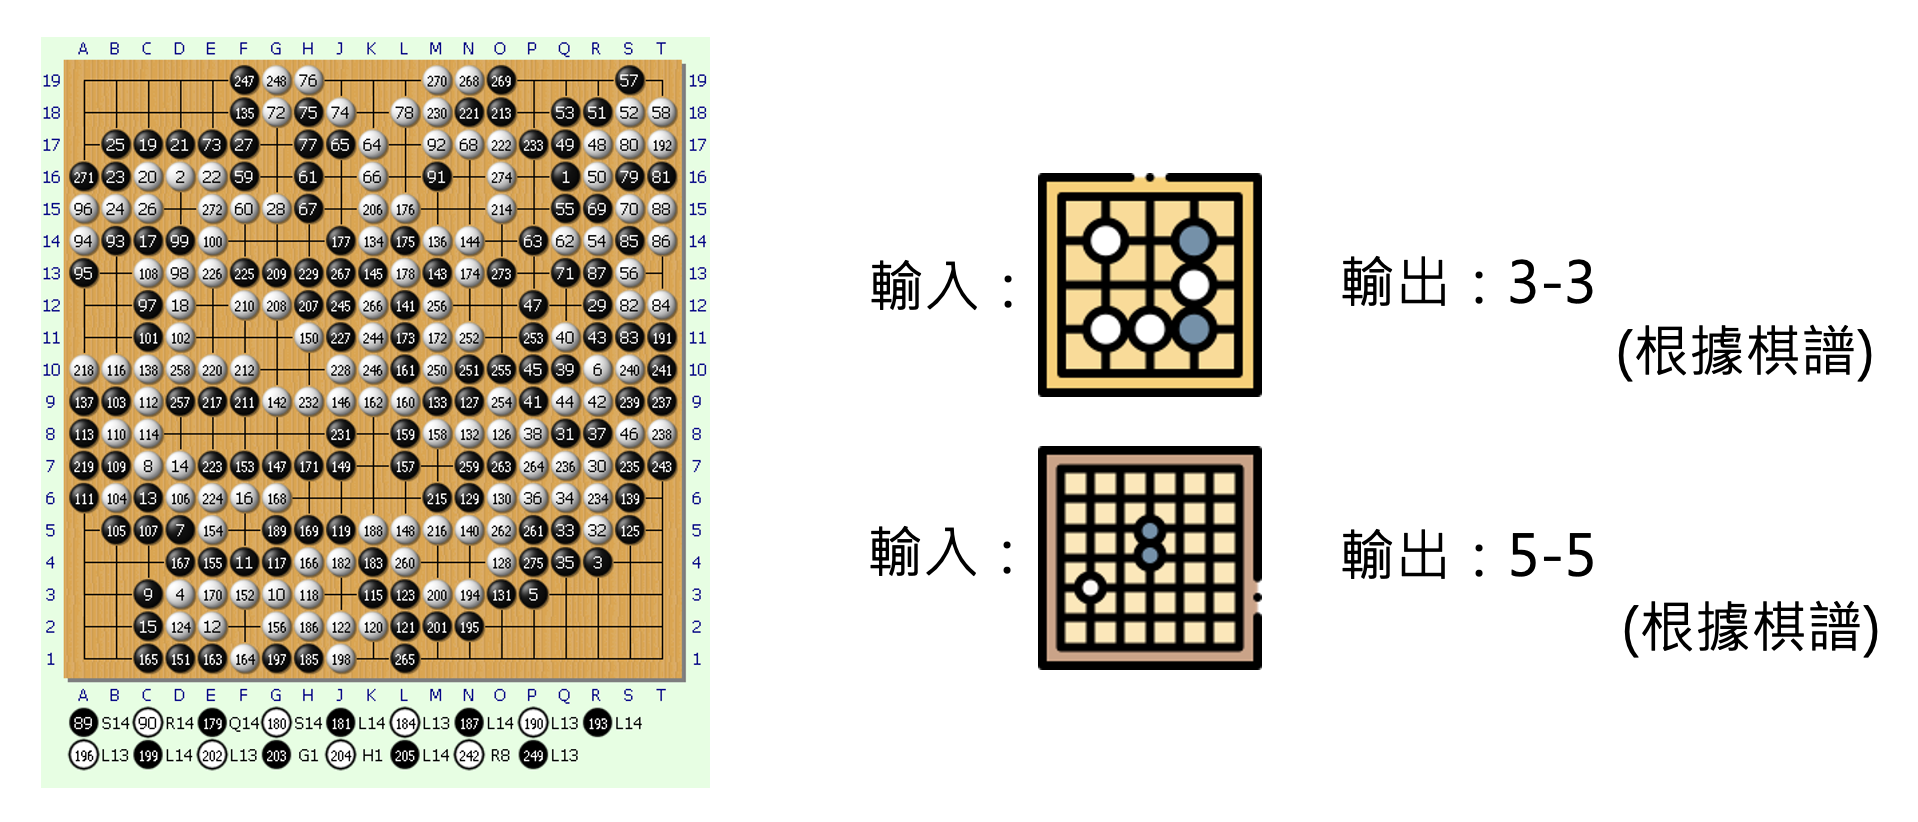 A B C D E F G H J K L M N O P Q R S T
19 247 248 76 270 268 269 57 19
18 135 72 75 74 78 230 221 213 53 51 52 58 18
17 25 19 21 73 27 77 65 64 92 68 222 233 49 48 80 192 17
16 271 23 20 2 22 59 61 66 91 274 1 50 79 81 16
15 96 24 26 272 60 28 67 206 176 214 55 69 70 88 15
14 94 93 17 99 100 177 134 175 136 144 63 62 54 85 86 14
13 95 108 98 226 225 209 229 267 145 178 143 174 273 71 87 56 13
12 97 18 210 208 207 245 266 141 256 47 29 82 84 12
11 101 102 150 227 244 173 172 252 253 40 43 83 191 11
10 218 116 138 258 220 212 228 246 161 250 251 255 45 39 6 240 241 10
9 137 103 112 257 217 211 142 232 146 162 160 133 127 254 41 44 42 239 237 9
8 113 110 114 231 159 158 132 126 38 31 37 46 238 8
7 219 109 8 14 223 153 147 171 149 157 259 263 264 236 30 235 243 7
6 111 104 13 106 224 16 168 215 129 130 36 34 234 139 6
5 105 107 7 154 189 169 119 188 148 216 140 262 261 33 32 125 5
4 167 155 11 117 166 182 183 260 128 275 35 3 4
3 9 4 170 152 10 118 115 123 200 194 131 5 3
2 15 124 12 156 186 122 120 121 201 195 2
1 165 151 163 164 197 185 198 265 1
A B C D E F G H J K L M N O P Q R S T
89 S14 90 R14 179 Q14 180 S14 181 L14 184 L13 187 L14 190 L13 193 L14
196 L13 199 L14 202 L13 203 G1 204 H1 205 L14 242 R8 249 L13
輸入：
輸出：3-3
(根據棋譜)
輸入：
輸出：5-5
(根據棋譜)